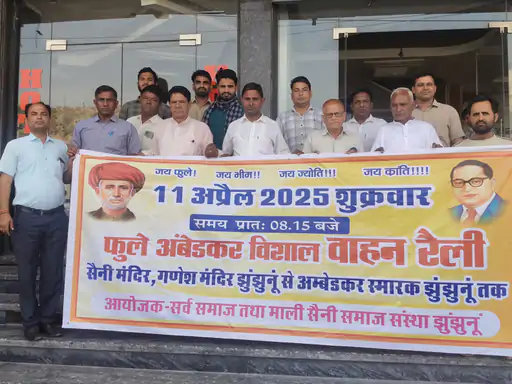 जय फुले! जय भीम!! जय ज्योति!!! जय क्रांति!!!!
11 अप्रैल 2025 शुक्रवार
समय प्रातः 08.15 बजे
फुले अंबेडकर विशाल वाहन रैली
सैनी मंदिर, गणेश मंदिर झुंझुनूं से अम्बेडकर स्मारक झुंझुनूं तक
आयोजक-सर्व समाज तथा माली सैनी समाज संस्था झुंझुनूं